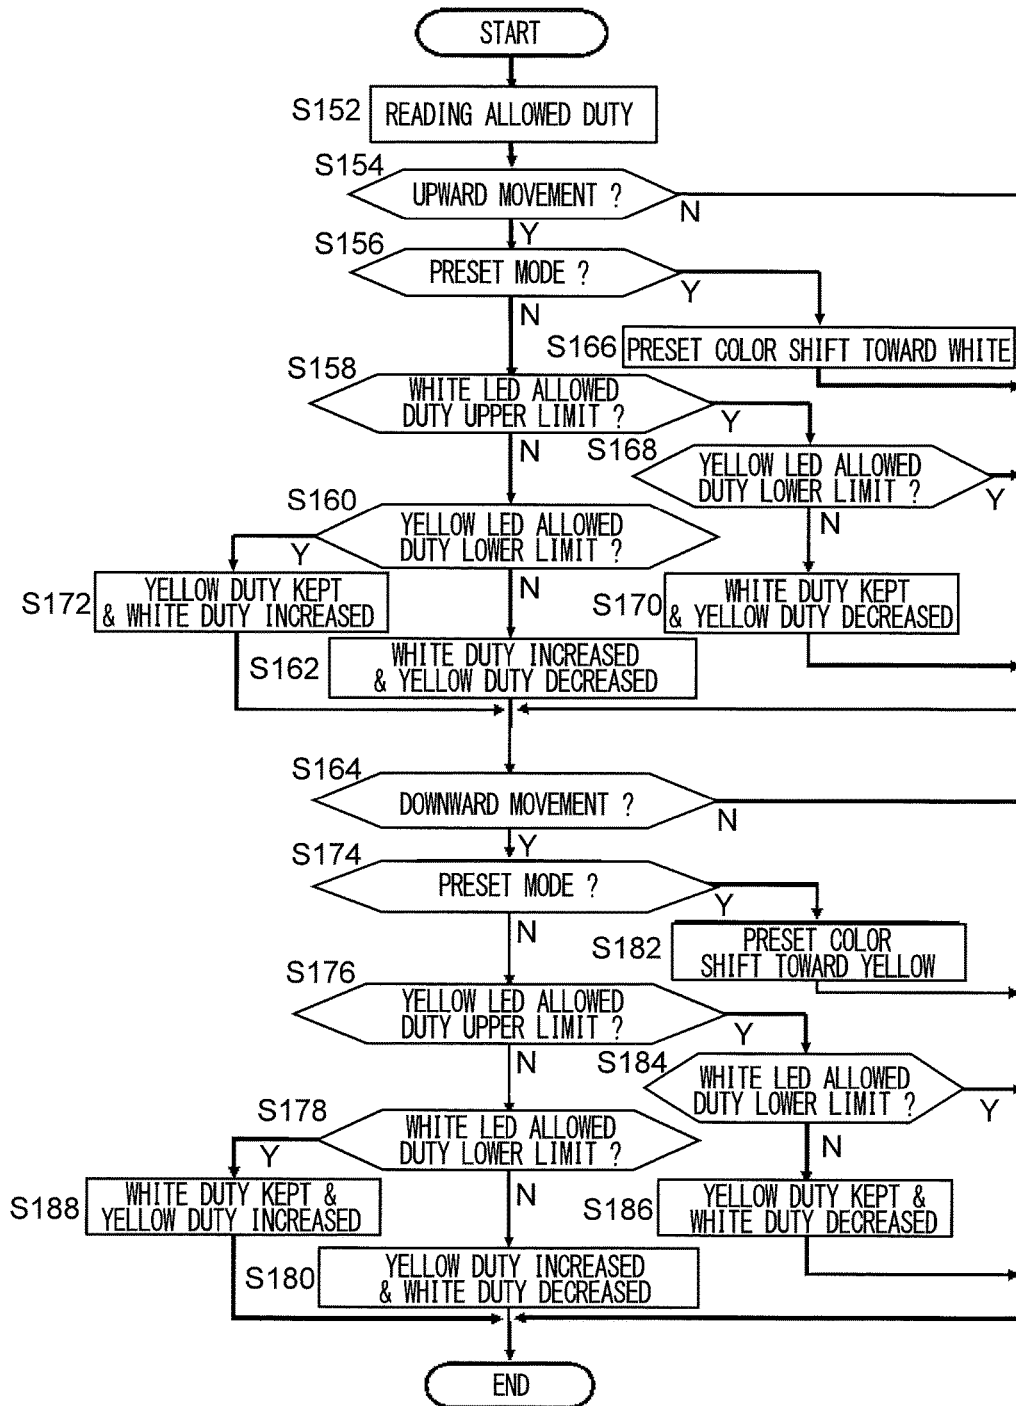 START
S152
READING ALLOWED DUTY
S154
UPWARD MOVEMENT ?
N
Y
S156
PRESET MODE ?
Y
N
S166
PRESET COLOR SHIFT TOWARD WHITE
S158
WHITE LED ALLOWED
DUTY UPPER LIMIT ?
Y
N
S168
YELLOW LED ALLOWED
DUTY LOWER LIMIT ?
Y
N
S160
YELLOW LED ALLOWED
DUTY LOWER LIMIT ?
Y
N
S172
YELLOW DUTY KEPT
& WHITE DUTY INCREASED
S170
WHITE DUTY KEPT
& YELLOW DUTY DECREASED
S162
WHITE DUTY INCREASED
& YELLOW DUTY DECREASED
S164
DOWNWARD MOVEMENT ?
N
Y
S174
PRESET MODE ?
Y
N
S182
PRESET COLOR
SHIFT TOWARD YELLOW
S176
YELLOW LED ALLOWED
DUTY UPPER LIMIT ?
Y
N
S184
WHITE LED ALLOWED
DUTY LOWER LIMIT ?
Y
N
S178
WHITE LED ALLOWED
DUTY LOWER LIMIT ?
Y
N
S188
WHITE DUTY KEPT &
YELLOW DUTY INCREASED
S186
YELLOW DUTY KEPT &
WHITE DUTY DECREASED
S180
YELLOW DUTY INCREASED
& WHITE DUTY DECREASED
END